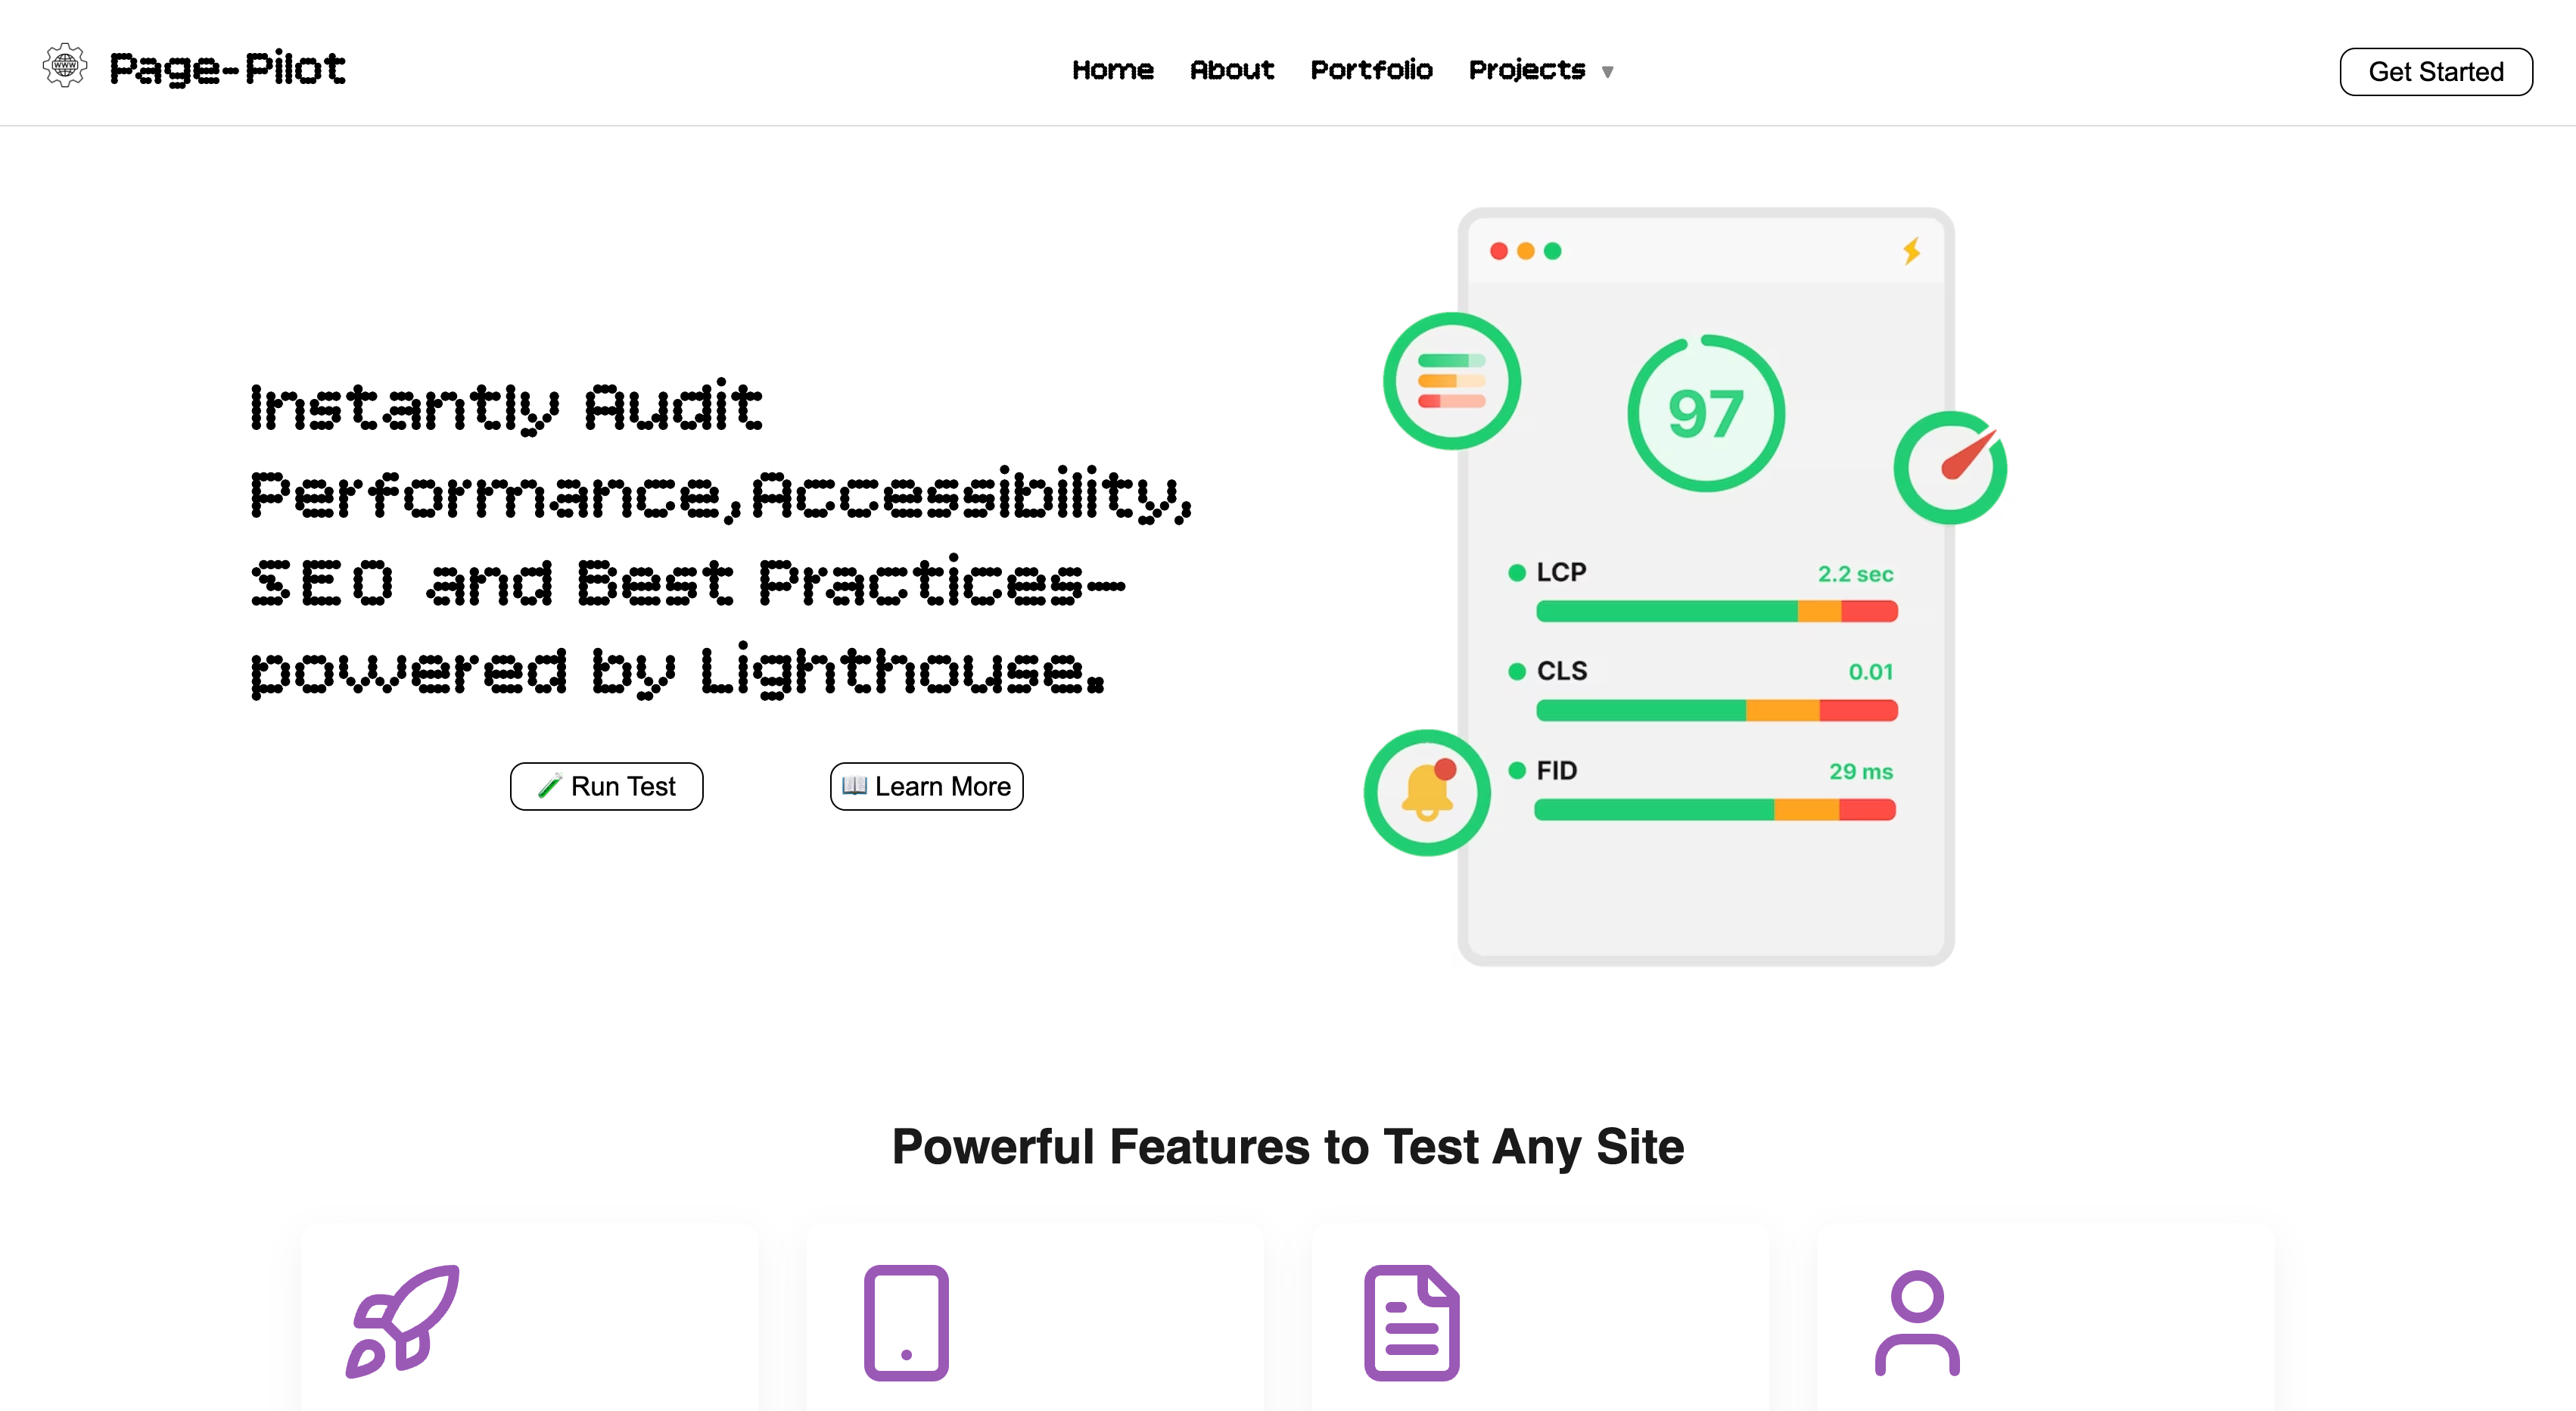 Page-Pilot
Home About Portfolio Projects ▼
Get Started
Instantly Audit
Performance,Accessibility,
SEO and Best Practices—
powered by Lighthouse.
🧪 Run Test
📖 Learn More
97
LCP 2.2 sec
CLS 0.01
FID 29 ms
Powerful Features to Test Any Site